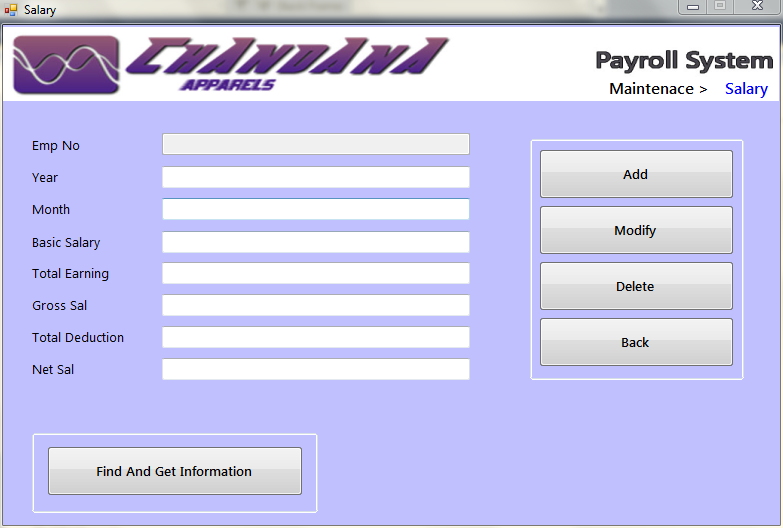 Salary
CHANDANA
APPARELS
Payroll System
Maintenace > Salary
Emp No
Year
Month
Basic Salary
Total Earning
Gross Sal
Total Deduction
Net Sal
Add
Modify
Delete
Back
Find And Get Information